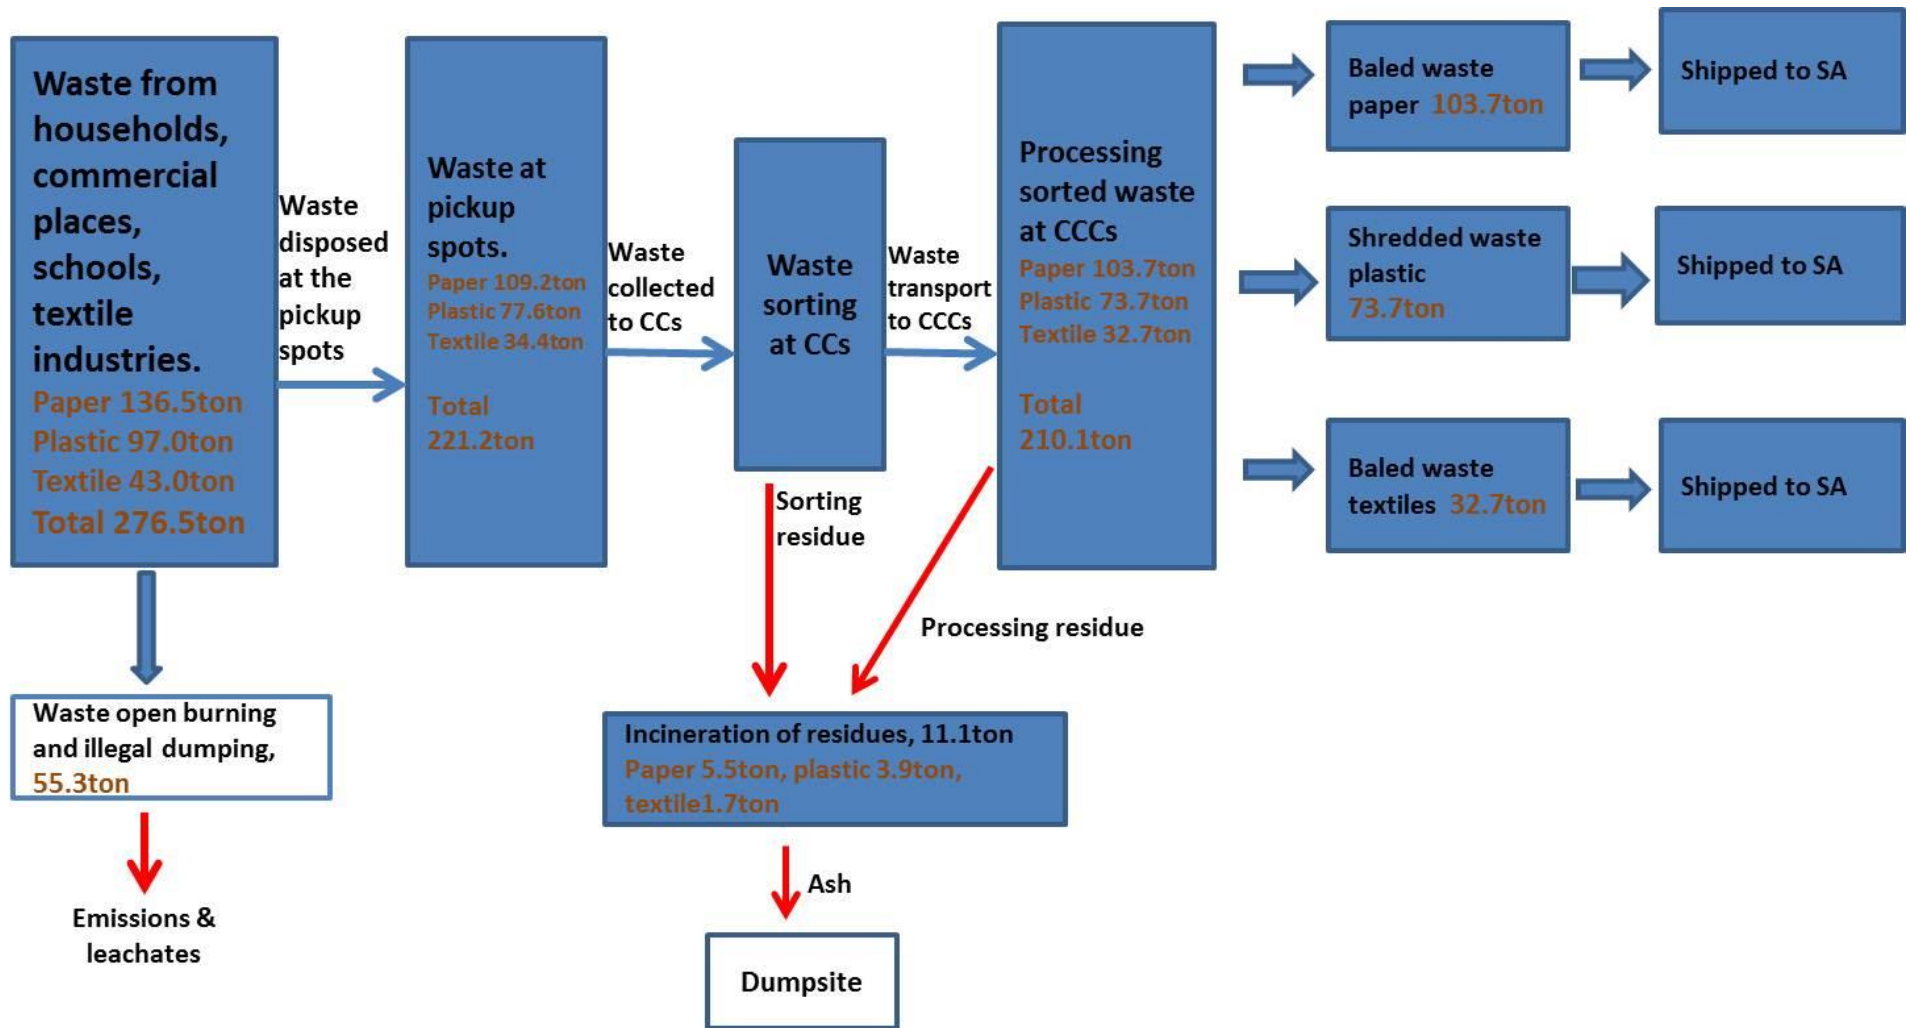 Waste from
households,
commercial
places,
schools,
textile
industries.
Paper 136.5ton
Plastic 97.0ton
Textile 43.0ton
Total 276.5ton
Waste
disposed
at the
pickup
spots
Waste at
pickup
spots.
Paper 109.2ton
Plastic 77.6ton
Textile 34.4ton
Total
221.2ton
Waste
collected
to CCs
Waste
sorting
at CCs
Waste
transport
to CCCs
Processing
sorted waste
at CCCs
Paper 103.7ton
Plastic 73.7ton
Textile 32.7ton
Total
210.1ton
Baled waste
paper 103.7ton
Shipped to SA
Shredded waste
plastic
73.7ton
Shipped to SA
Baled waste
textiles 32.7ton
Shipped to SA
Sorting
residue
Processing residue
Waste open burning
and illegal dumping,
55.3ton
Emissions &
leachates
Incineration of residues, 11.1ton
Paper 5.5ton, plastic 3.9ton,
textile1.7ton
Ash
Dumpsite